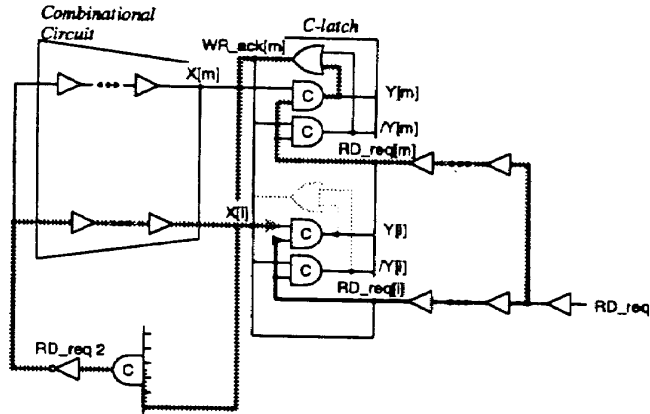 Combinational
Circuit
C-latch
WR_ack[m]
X[m]
C
Y[m]
C
/Y[m]
RD_req[m]
X[i]
C
Y[i]
C
/Y[i]
RD_req[i]
RD_req
RD_req 2
C